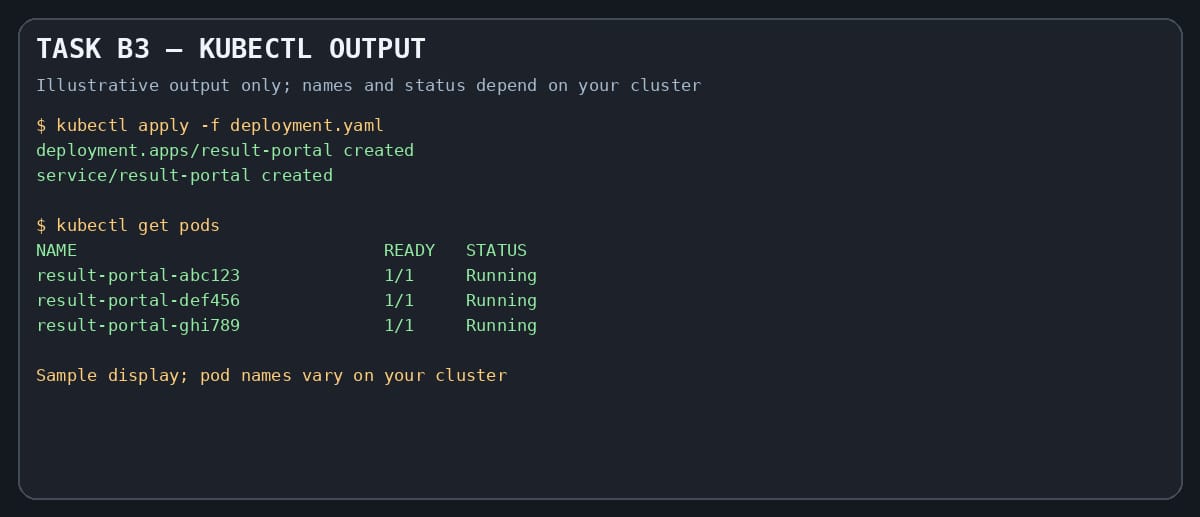 TASK B3 — KUBECTL OUTPUT
Illustrative output only; names and status depend on your cluster
$ kubectl apply -f deployment.yaml
deployment.apps/result-portal created
service/result-portal created
$ kubectl get pods
NAME                              READY   STATUS
result-portal-abc123              1/1     Running
result-portal-def456              1/1     Running
result-portal-ghi789              1/1     Running
Sample display; pod names vary on your cluster